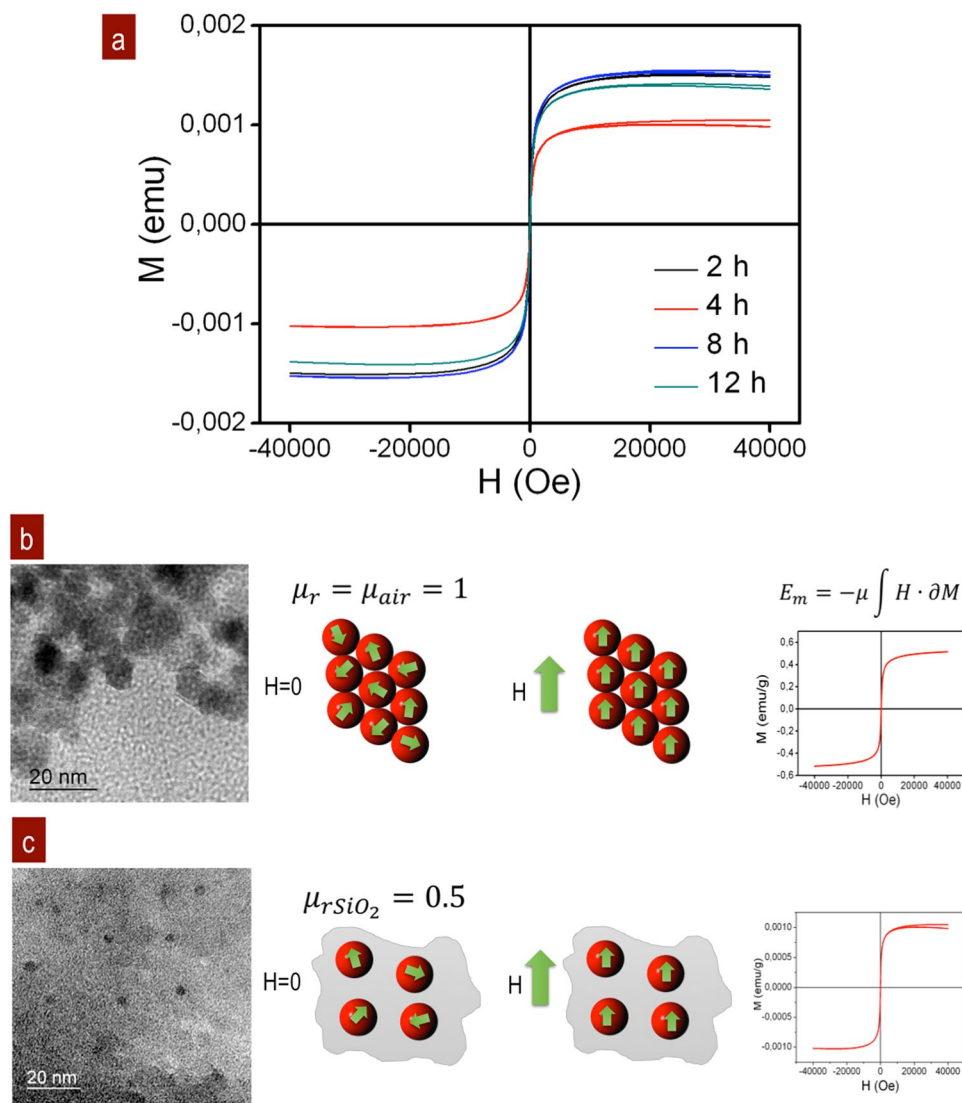 a
0,002
0,001
0,000
-0,001
-0,002
M (emu)
2 h
4 h
8 h
12 h
-40000 -20000 0 20000 40000
H (Oe)
b
20 nm
μr = μair = 1
H=0
H
Em = −μ ∫ H · ∂M
0,6
0,4
0,2
0,0
-0,2
-0,4
-0,6
M (emu/g)
-40000 -20000 0 20000 40000
H (Oe)
c
20 nm
μrSiO2 = 0.5
H=0
H
0,0010
0,0005
0,0000
-0,0005
-0,0010
M (emu/g)
-40000 -20000 0 20000 40000
H (Oe)